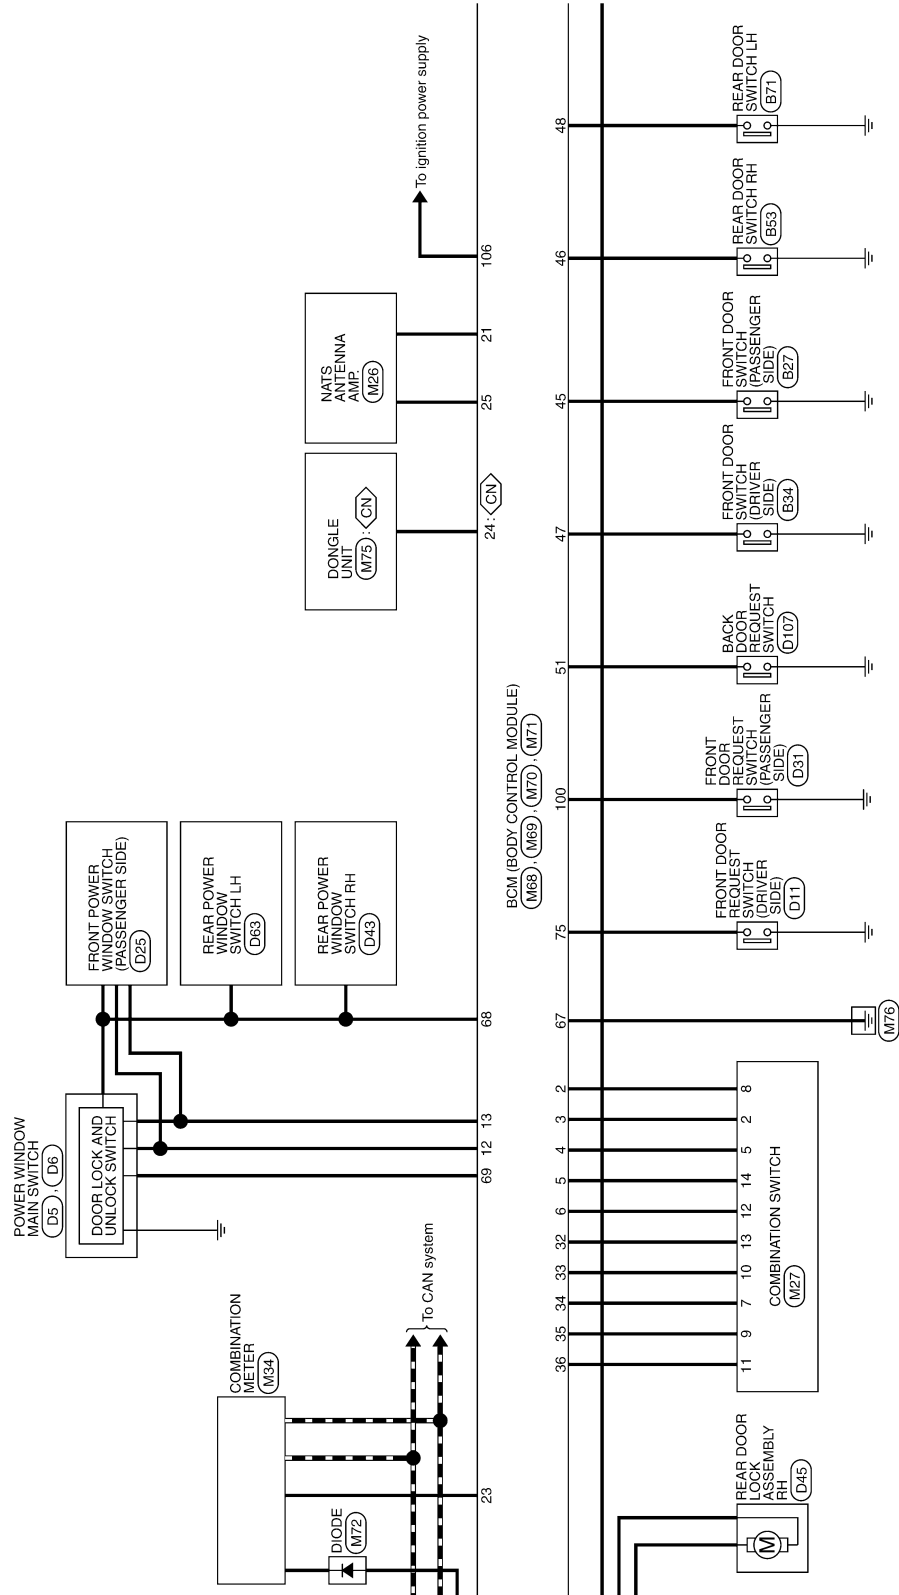 To ignition power supply
106
21
25
24 : CN
NATS
ANTENNA
AMP.
M26
DONGLE
UNIT
M75 : CN
FRONT POWER
WINDOW SWITCH
(PASSENGER SIDE)
D25
REAR POWER
WINDOW
SWITCH LH
D63
REAR POWER
WINDOW
SWITCH RH
D43
68
13
12
69
POWER WINDOW
MAIN SWITCH
D5 , D6
DOOR LOCK AND
UNLOCK SWITCH
To CAN system
COMBINATION
METER
M34
23
DIODE
M72
BCM (BODY CONTROL MODULE)
M68 , M69 , M70 , M71
48
REAR DOOR
SWITCH LH
B71
46
REAR DOOR
SWITCH RH
B53
45
FRONT DOOR
SWITCH
(PASSENGER
SIDE)
B27
47
FRONT DOOR
SWITCH
(DRIVER
SIDE)
B34
51
BACK
DOOR
REQUEST
SWITCH
D107
100
FRONT
DOOR
REQUEST
SWITCH
(PASSENGER
SIDE)
D31
75
FRONT DOOR
REQUEST
SWITCH
(DRIVER
SIDE)
D11
67
M76
2 8
3 2
4 5
5 14
6 12
32 13
33 10
34 7
35 9
36 11
COMBINATION SWITCH
M27
REAR DOOR
LOCK
ASSEMBLY
RH
D45
M